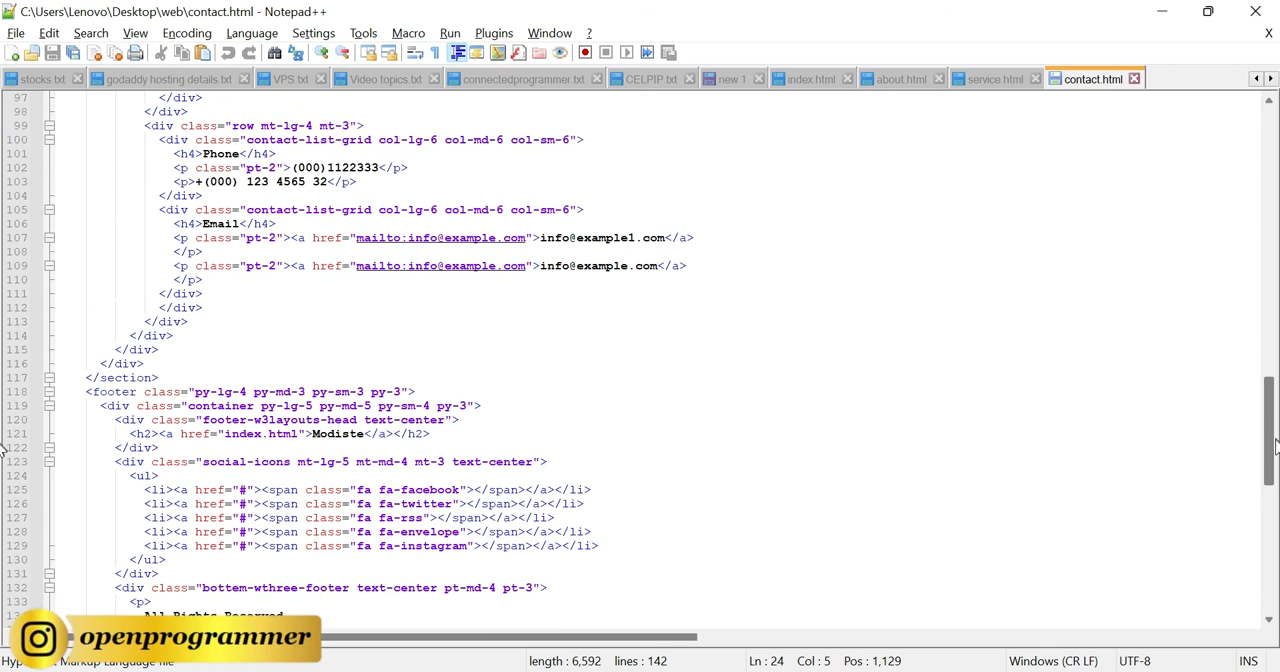 C:\Users\Lenovo\Desktop\web\contact.html - Notepad++
File Edit Search View Encoding Language Settings Tools Macro Run Plugins Window ? X
stocks.txt godaddy hosting details.txt VPS.txt Video topics.txt connectedprogrammer.txt CELPIP.txt new 1 index.html about.html service.html contact.html
97 </div>
98 </div>
99 <div class="row mt-lg-4 mt-3">
100 <div class="contact-list-grid col-lg-6 col-md-6 col-sm-6">
101 <h4>Phone</h4>
102 <p class="pt-2">(000)1122333</p>
103 <p>+(000) 123 4565 32</p>
104 </div>
105 <div class="contact-list-grid col-lg-6 col-md-6 col-sm-6">
106 <h4>Email</h4>
107 <p class="pt-2"><a href="mailto:info@example.com">info@example1.com</a>
108 </p>
109 <p class="pt-2"><a href="mailto:info@example.com">info@example.com</a>
110 </p>
111 </div>
112 </div>
113 </div>
114 </div>
115 </div>
116 </div>
117 </section>
118 <footer class="py-lg-4 py-md-3 py-sm-3 py-3">
119 <div class="container py-lg-5 py-md-5 py-sm-4 py-3">
120 <div class="footer-w3layouts-head text-center">
121 <h2><a href="index.html">Modiste</a></h2>
122 </div>
123 <div class="social-icons mt-lg-5 mt-md-4 mt-3 text-center">
124 <ul>
125 <li><a href="#"><span class="fa fa-facebook"></span></a></li>
126 <li><a href="#"><span class="fa fa-twitter"></span></a></li>
127 <li><a href="#"><span class="fa fa-rss"></span></a></li>
128 <li><a href="#"><span class="fa fa-envelope"></span></a></li>
129 <li><a href="#"><span class="fa fa-instagram"></span></a></li>
130 </ul>
131 </div>
132 <div class="bottem-wthree-footer text-center pt-md-4 pt-3">
133 <p>
All Rights Reserved
openprogrammer
length : 6,592 lines : 142 Ln : 24 Col : 5 Pos : 1,129 Windows (CR LF) UTF-8 INS